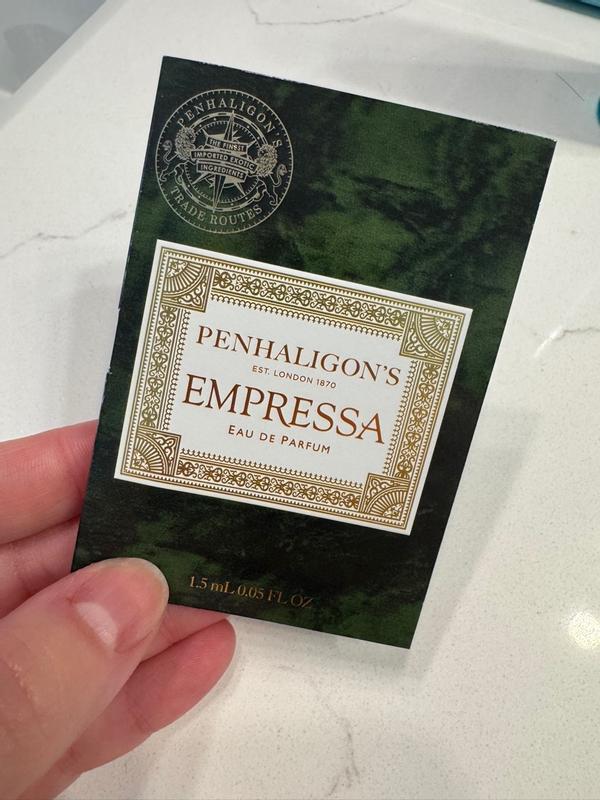 PENHALIGON'S
THE FINEST
IMPORTED EXOTIC
INGREDIENTS
TRADE ROUTES
PENHALIGON'S
EST. LONDON 1870
EMPRESSA
EAU DE PARFUM
1.5 mL 0.05 FL OZ